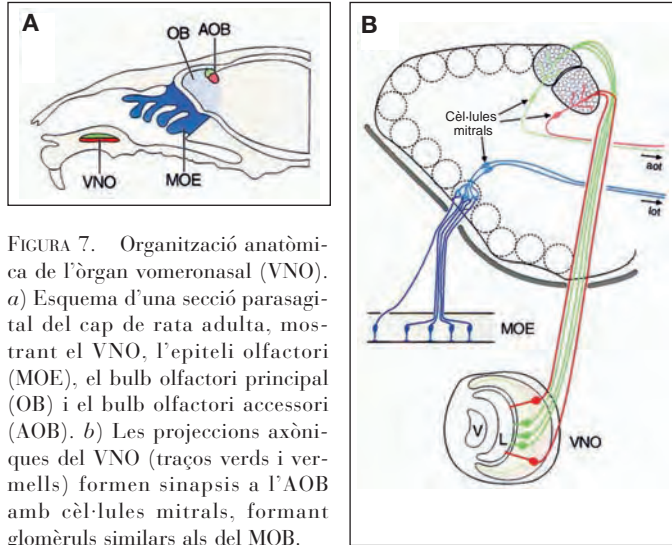 A
OB
AOB
VNO
MOE
FIGURA 7. Organització anatòmi-
ca de l'òrgan vomeronasal (VNO).
a) Esquema d'una secció parasagi-
tal del cap de rata adulta, mos-
trant el VNO, l'epiteli olfactori
(MOE), el bulb olfactori principal
(OB) i el bulb olfactori accessori
(AOB). b) Les projeccions axòni-
ques del VNO (traços verds i ver-
mells) formen sinapsis a l'AOB
amb cèl·lules mitrals, formant
glomèruls similars als del MOB.
B
Cèl·lules
mitrals
aot
lot
MOE
V
L
VNO